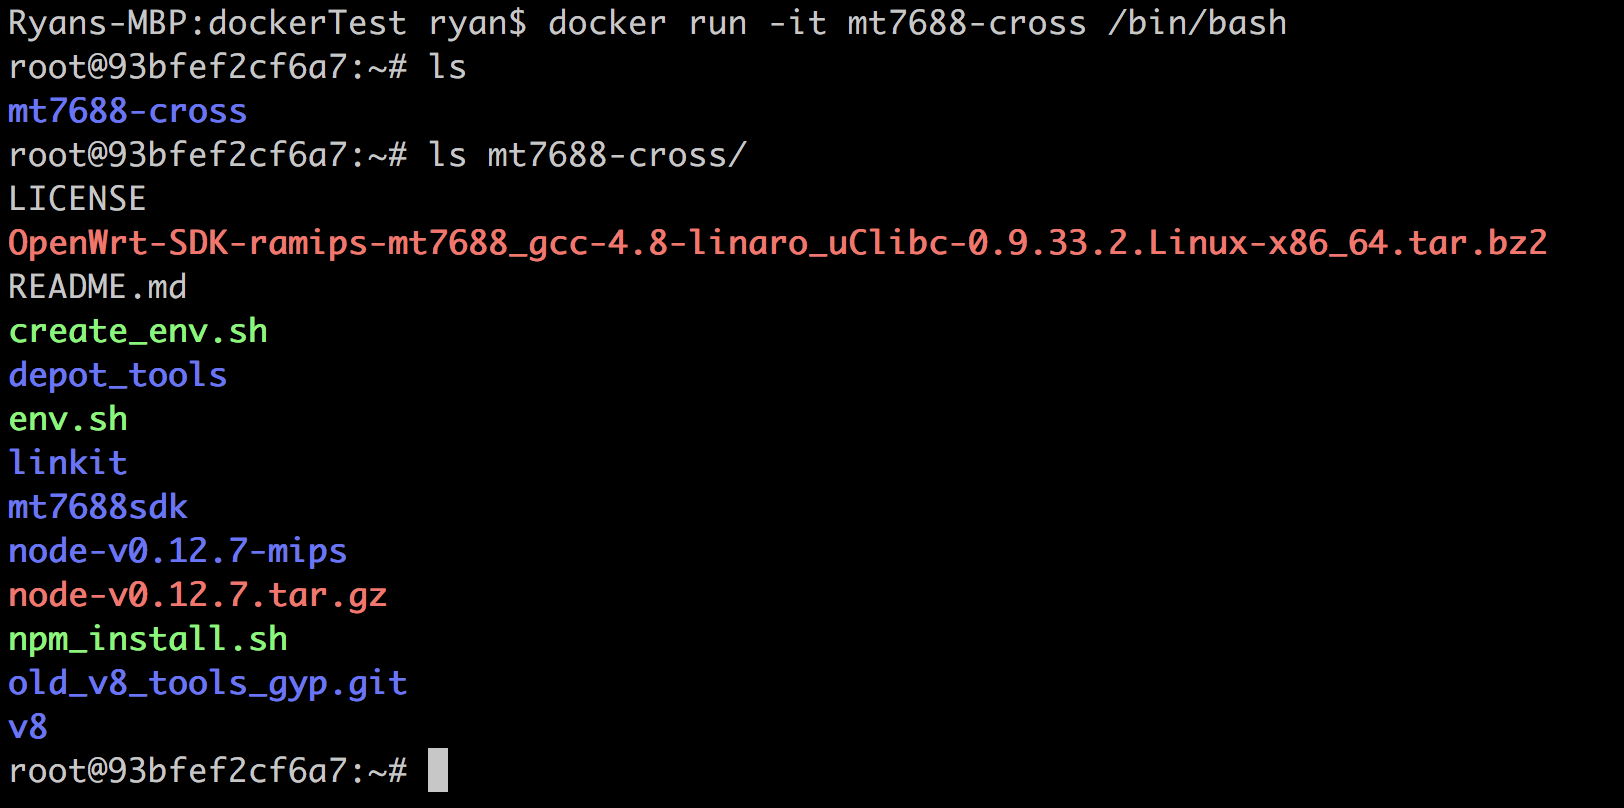 Ryans-MBP:dockerTest ryan$ docker run -it mt7688-cross /bin/bash
root@93bfef2cf6a7:~# ls
mt7688-cross
root@93bfef2cf6a7:~# ls mt7688-cross/
LICENSE
OpenWrt-SDK-ramips-mt7688_gcc-4.8-linaro_uClibc-0.9.33.2.Linux-x86_64.tar.bz2
README.md
create_env.sh
depot_tools
env.sh
linkit
mt7688sdk
node-v0.12.7-mips
node-v0.12.7.tar.gz
npm_install.sh
old_v8_tools_gyp.git
v8
root@93bfef2cf6a7:~#